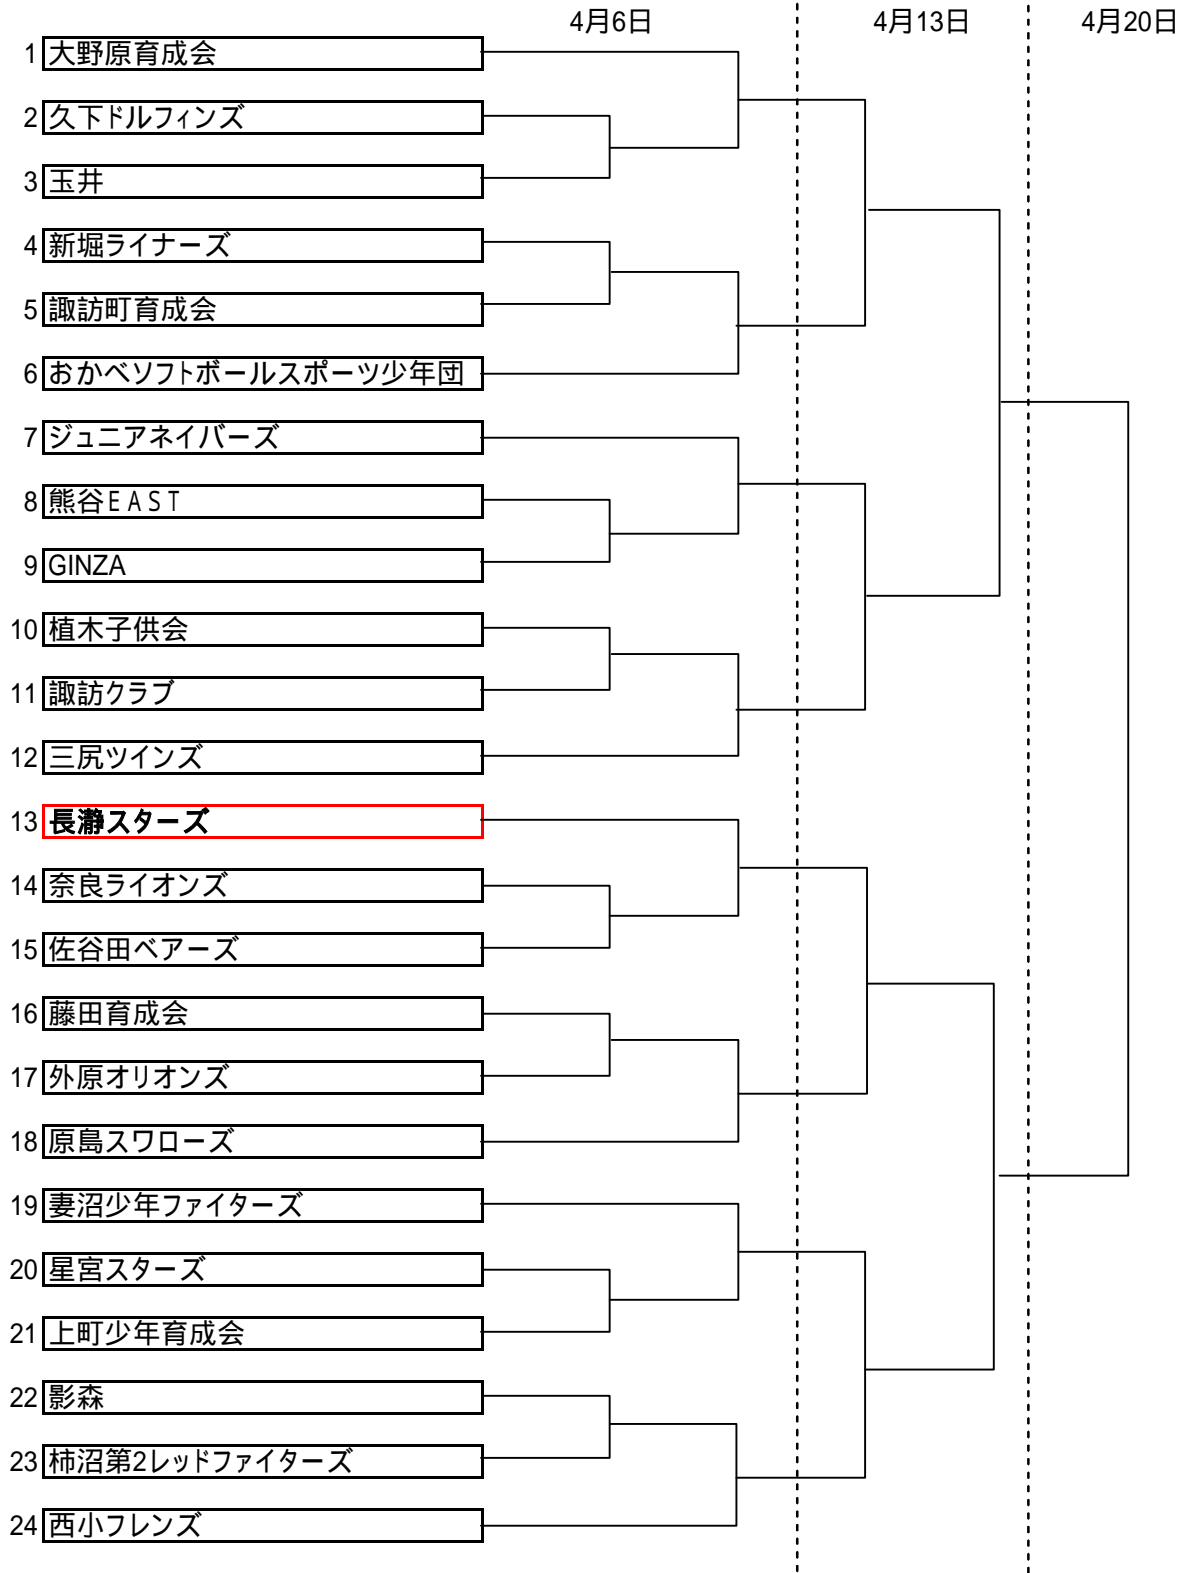 4月6日 4月13日 4月20日
1 大野原育成会
2 久下ドルフィンズ
3 玉井
4 新堀ライナーズ
5 諏訪町育成会
6 おかべソフトボールスポーツ少年団
7 ジュニアネイバーズ
8 熊谷ＥＡＳＴ
9 GINZA
10 植木子供会
11 諏訪クラブ
12 三尻ツインズ
13 長瀞スターズ
14 奈良ライオンズ
15 佐谷田ベアーズ
16 藤田育成会
17 外原オリオンズ
18 原島スワローズ
19 妻沼少年ファイターズ
20 星宮スターズ
21 上町少年育成会
22 影森
23 柿沼第2レッドファイターズ
24 西小フレンズ